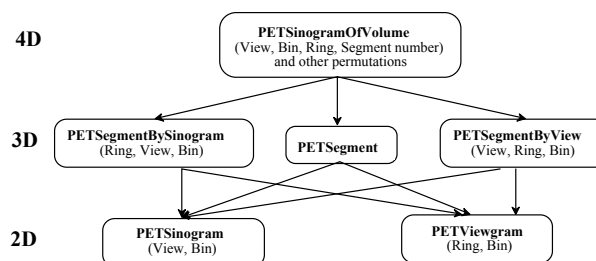 4D
PETSinogramOfVolume
(View, Bin, Ring, Segment number)
and other permutations
3D
PETSegmentBySinogram
(Ring, View, Bin)
PETSegment
PETSegmentByView
(View, Ring, Bin)
2D
PETSinogram
(View, Bin)
PETViewgram
(Ring, Bin)